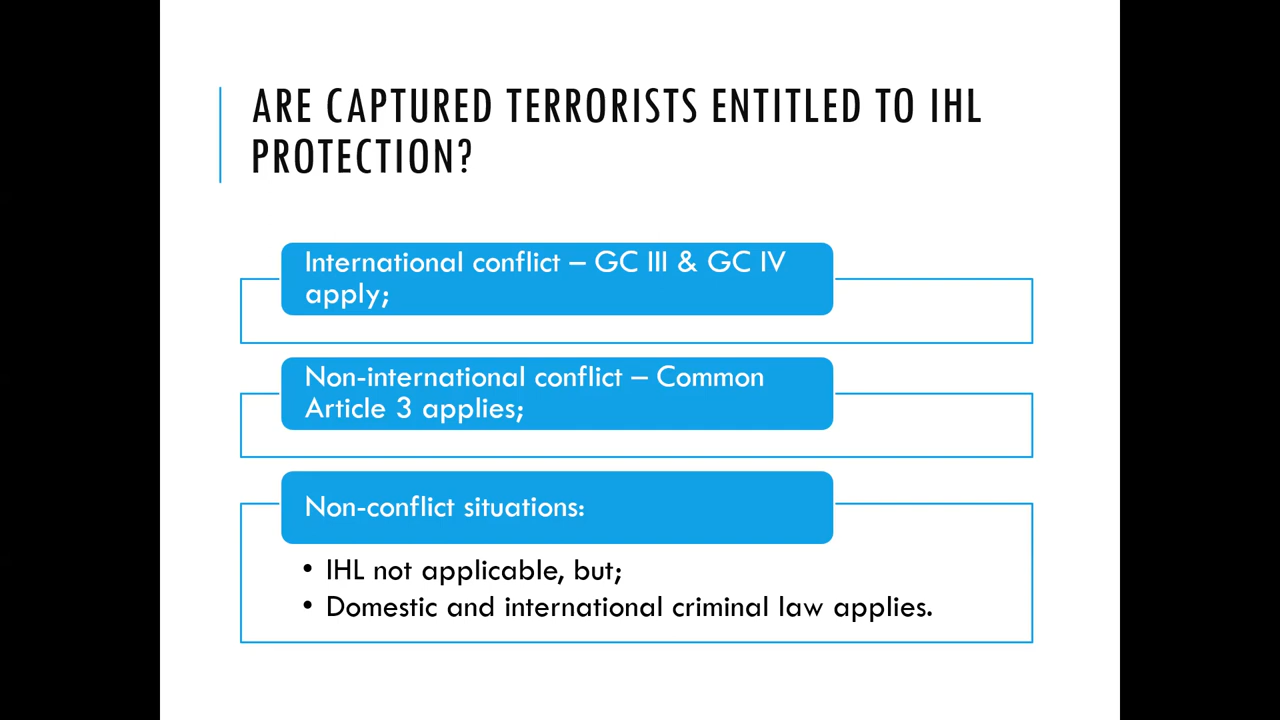 ARE CAPTURED TERRORISTS ENTITLED TO IHL
PROTECTION?
International conflict – GC III & GC IV
apply;
Non-international conflict – Common
Article 3 applies;
Non-conflict situations:
• IHL not applicable, but;
• Domestic and international criminal law applies.